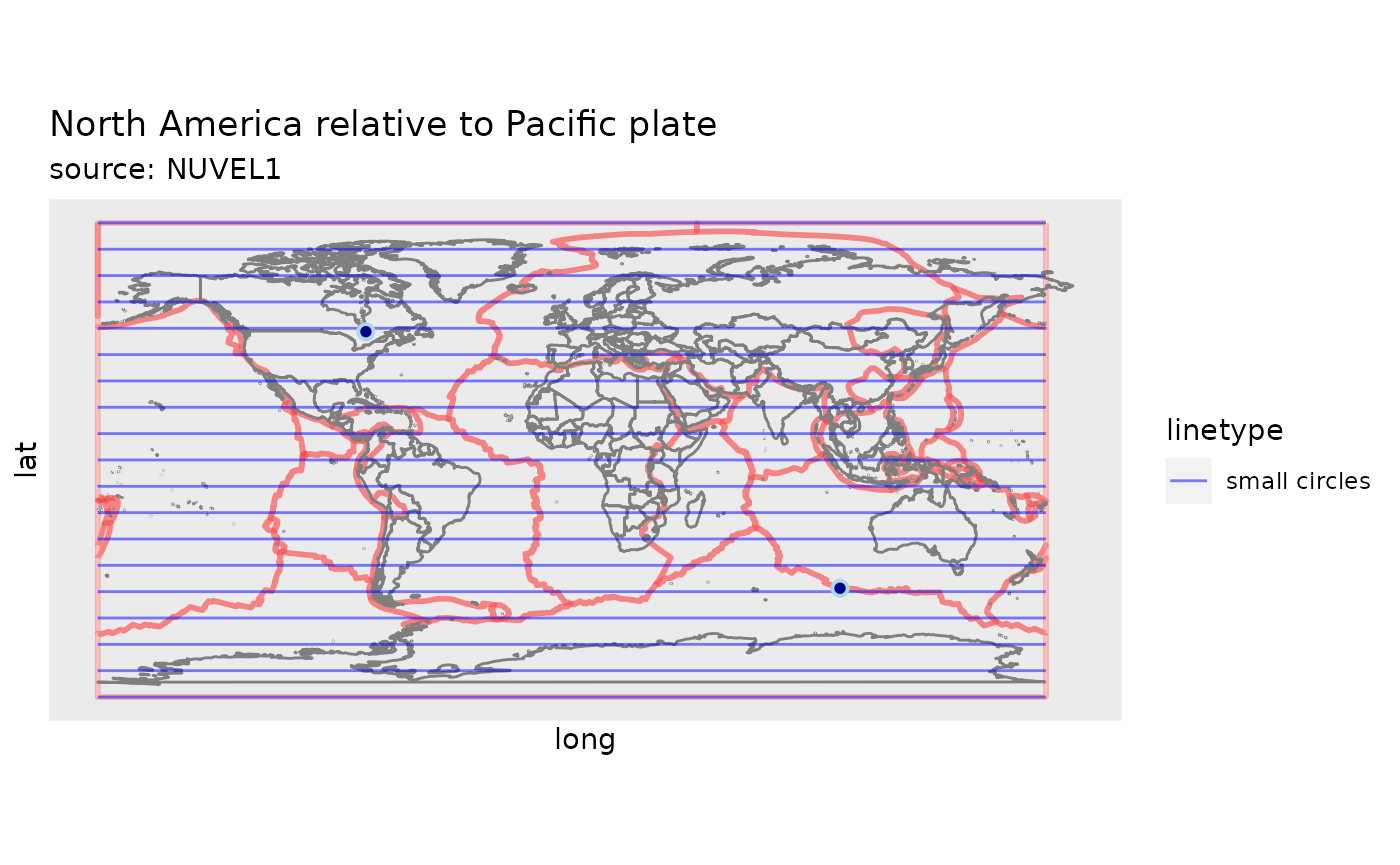 North America relative to Pacific plate
source: NUVEL1
lat
long
linetype
small circles